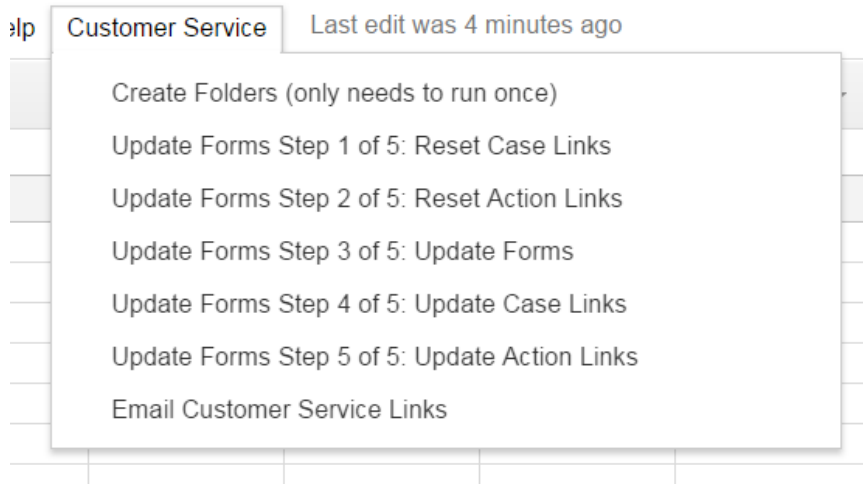 elp Customer Service Last edit was 4 minutes ago
Create Folders (only needs to run once)
Update Forms Step 1 of 5: Reset Case Links
Update Forms Step 2 of 5: Reset Action Links
Update Forms Step 3 of 5: Update Forms
Update Forms Step 4 of 5: Update Case Links
Update Forms Step 5 of 5: Update Action Links
Email Customer Service Links